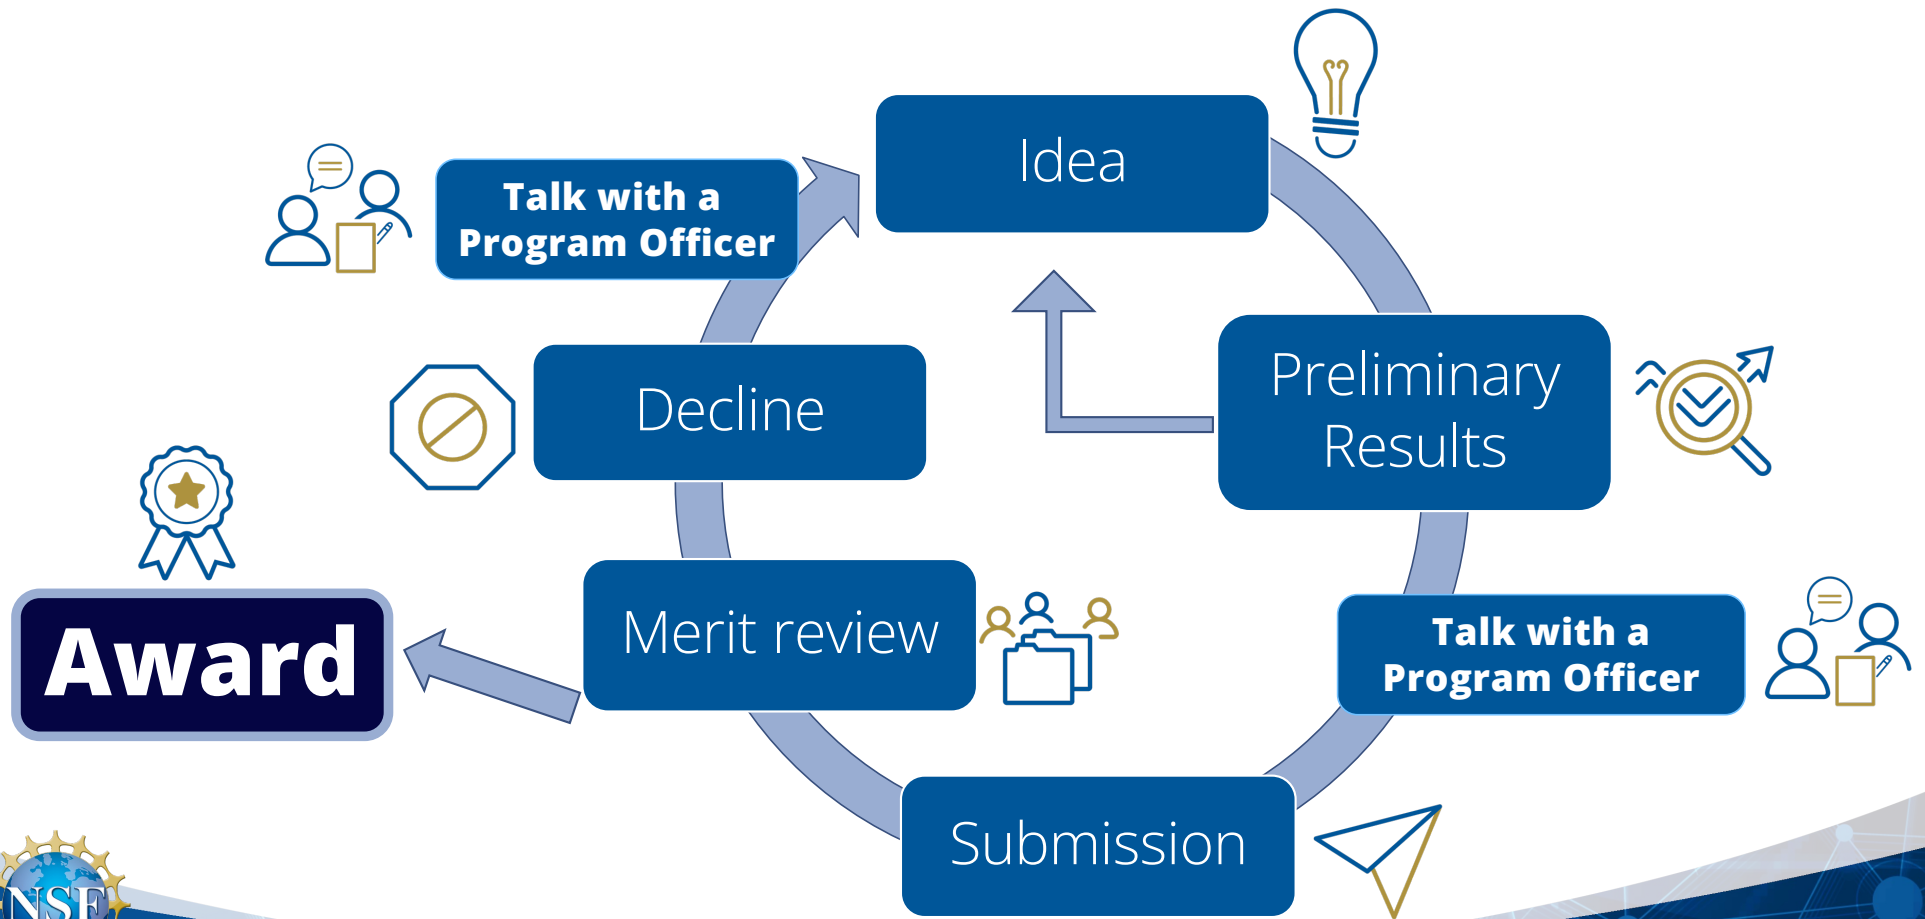 Idea
Talk with a
Program Officer
Preliminary
Results
Decline
Award
Merit review
Talk with a
Program Officer
Submission
NSF